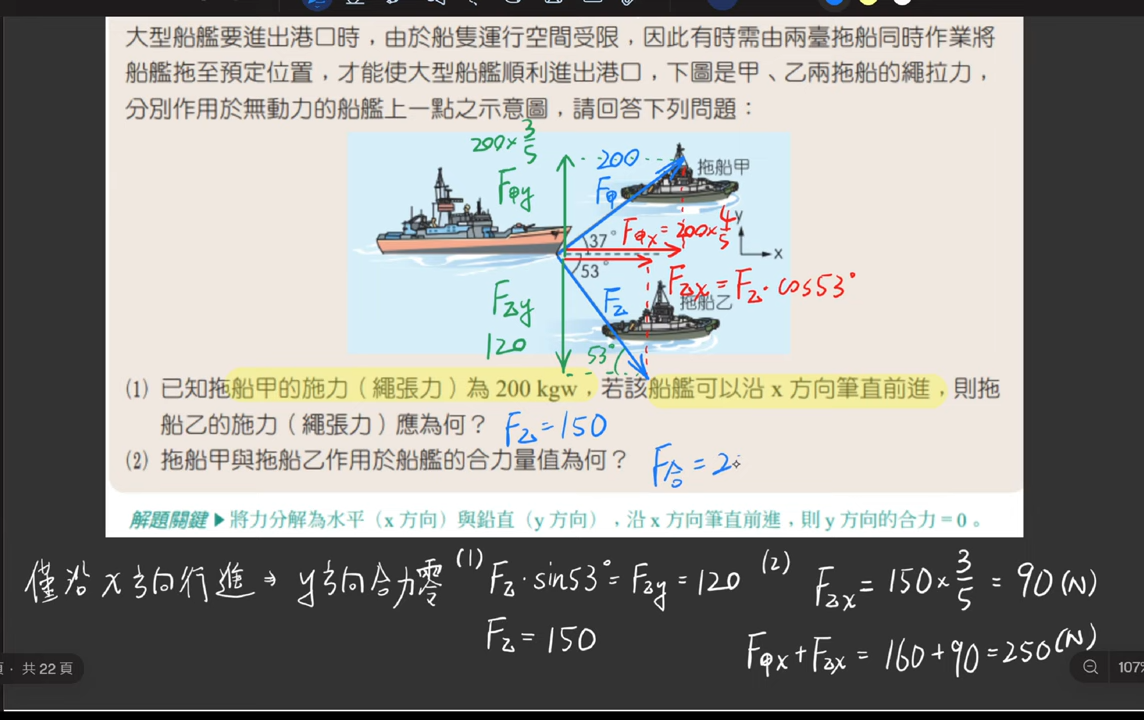 大型船艦要進出港口時，由於船隻運行空間受限，因此有時需由兩臺拖船同時作業將
船艦拖至預定位置，才能使大型船艦順利進出港口，下圖是甲、乙兩拖船的繩拉力，
分別作用於無動力的船艦上一點之示意圖，請回答下列問題：
200×3/5
200
拖船甲
F甲y
F甲
F甲x = 200×4/5
y
37°
x
53°
F乙x = F乙·cos53°
F乙y
F乙
拖船乙
120
53°
(1) 已知拖船甲的施力（繩張力）為 200 kgw，若該船艦可以沿 x 方向筆直前進，則拖
船乙的施力（繩張力）應為何？ F乙=150
(2) 拖船甲與拖船乙作用於船艦的合力量值為何？ F合=2
解題關鍵▶將力分解為水平（x 方向）與鉛直（y 方向），沿 x 方向筆直前進，則 y 方向的合力＝0。
僅沿 x 方向行進 → y方向合力零
(1) F乙·sin53°= F乙y = 120
F乙 = 150
(2) F乙x = 150×3/5 = 90(N)
F甲x+F乙x = 160+90=250(N)
頁· 共 22 頁
107%